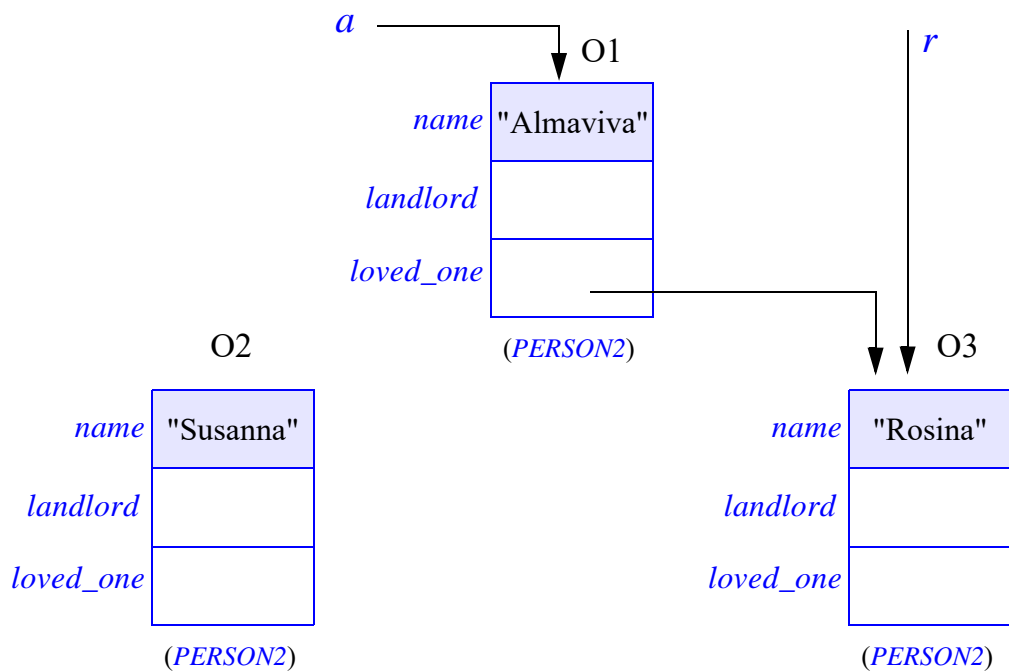 a
r
O1
name "Almaviva"
landlord
loved_one
(PERSON2)
O2
name "Susanna"
landlord
loved_one
(PERSON2)
O3
name "Rosina"
landlord
loved_one
(PERSON2)